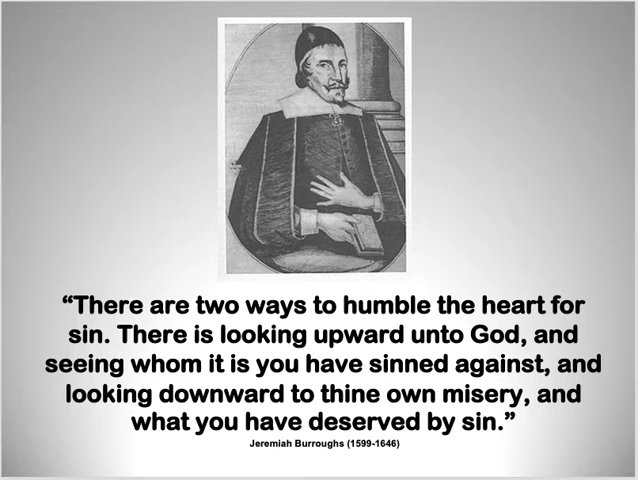 “There are two ways to humble the heart for
sin. There is looking upward unto God, and
seeing whom it is you have sinned against, and
looking downward to thine own misery, and
what you have deserved by sin.”
Jeremiah Burroughs (1599-1646)